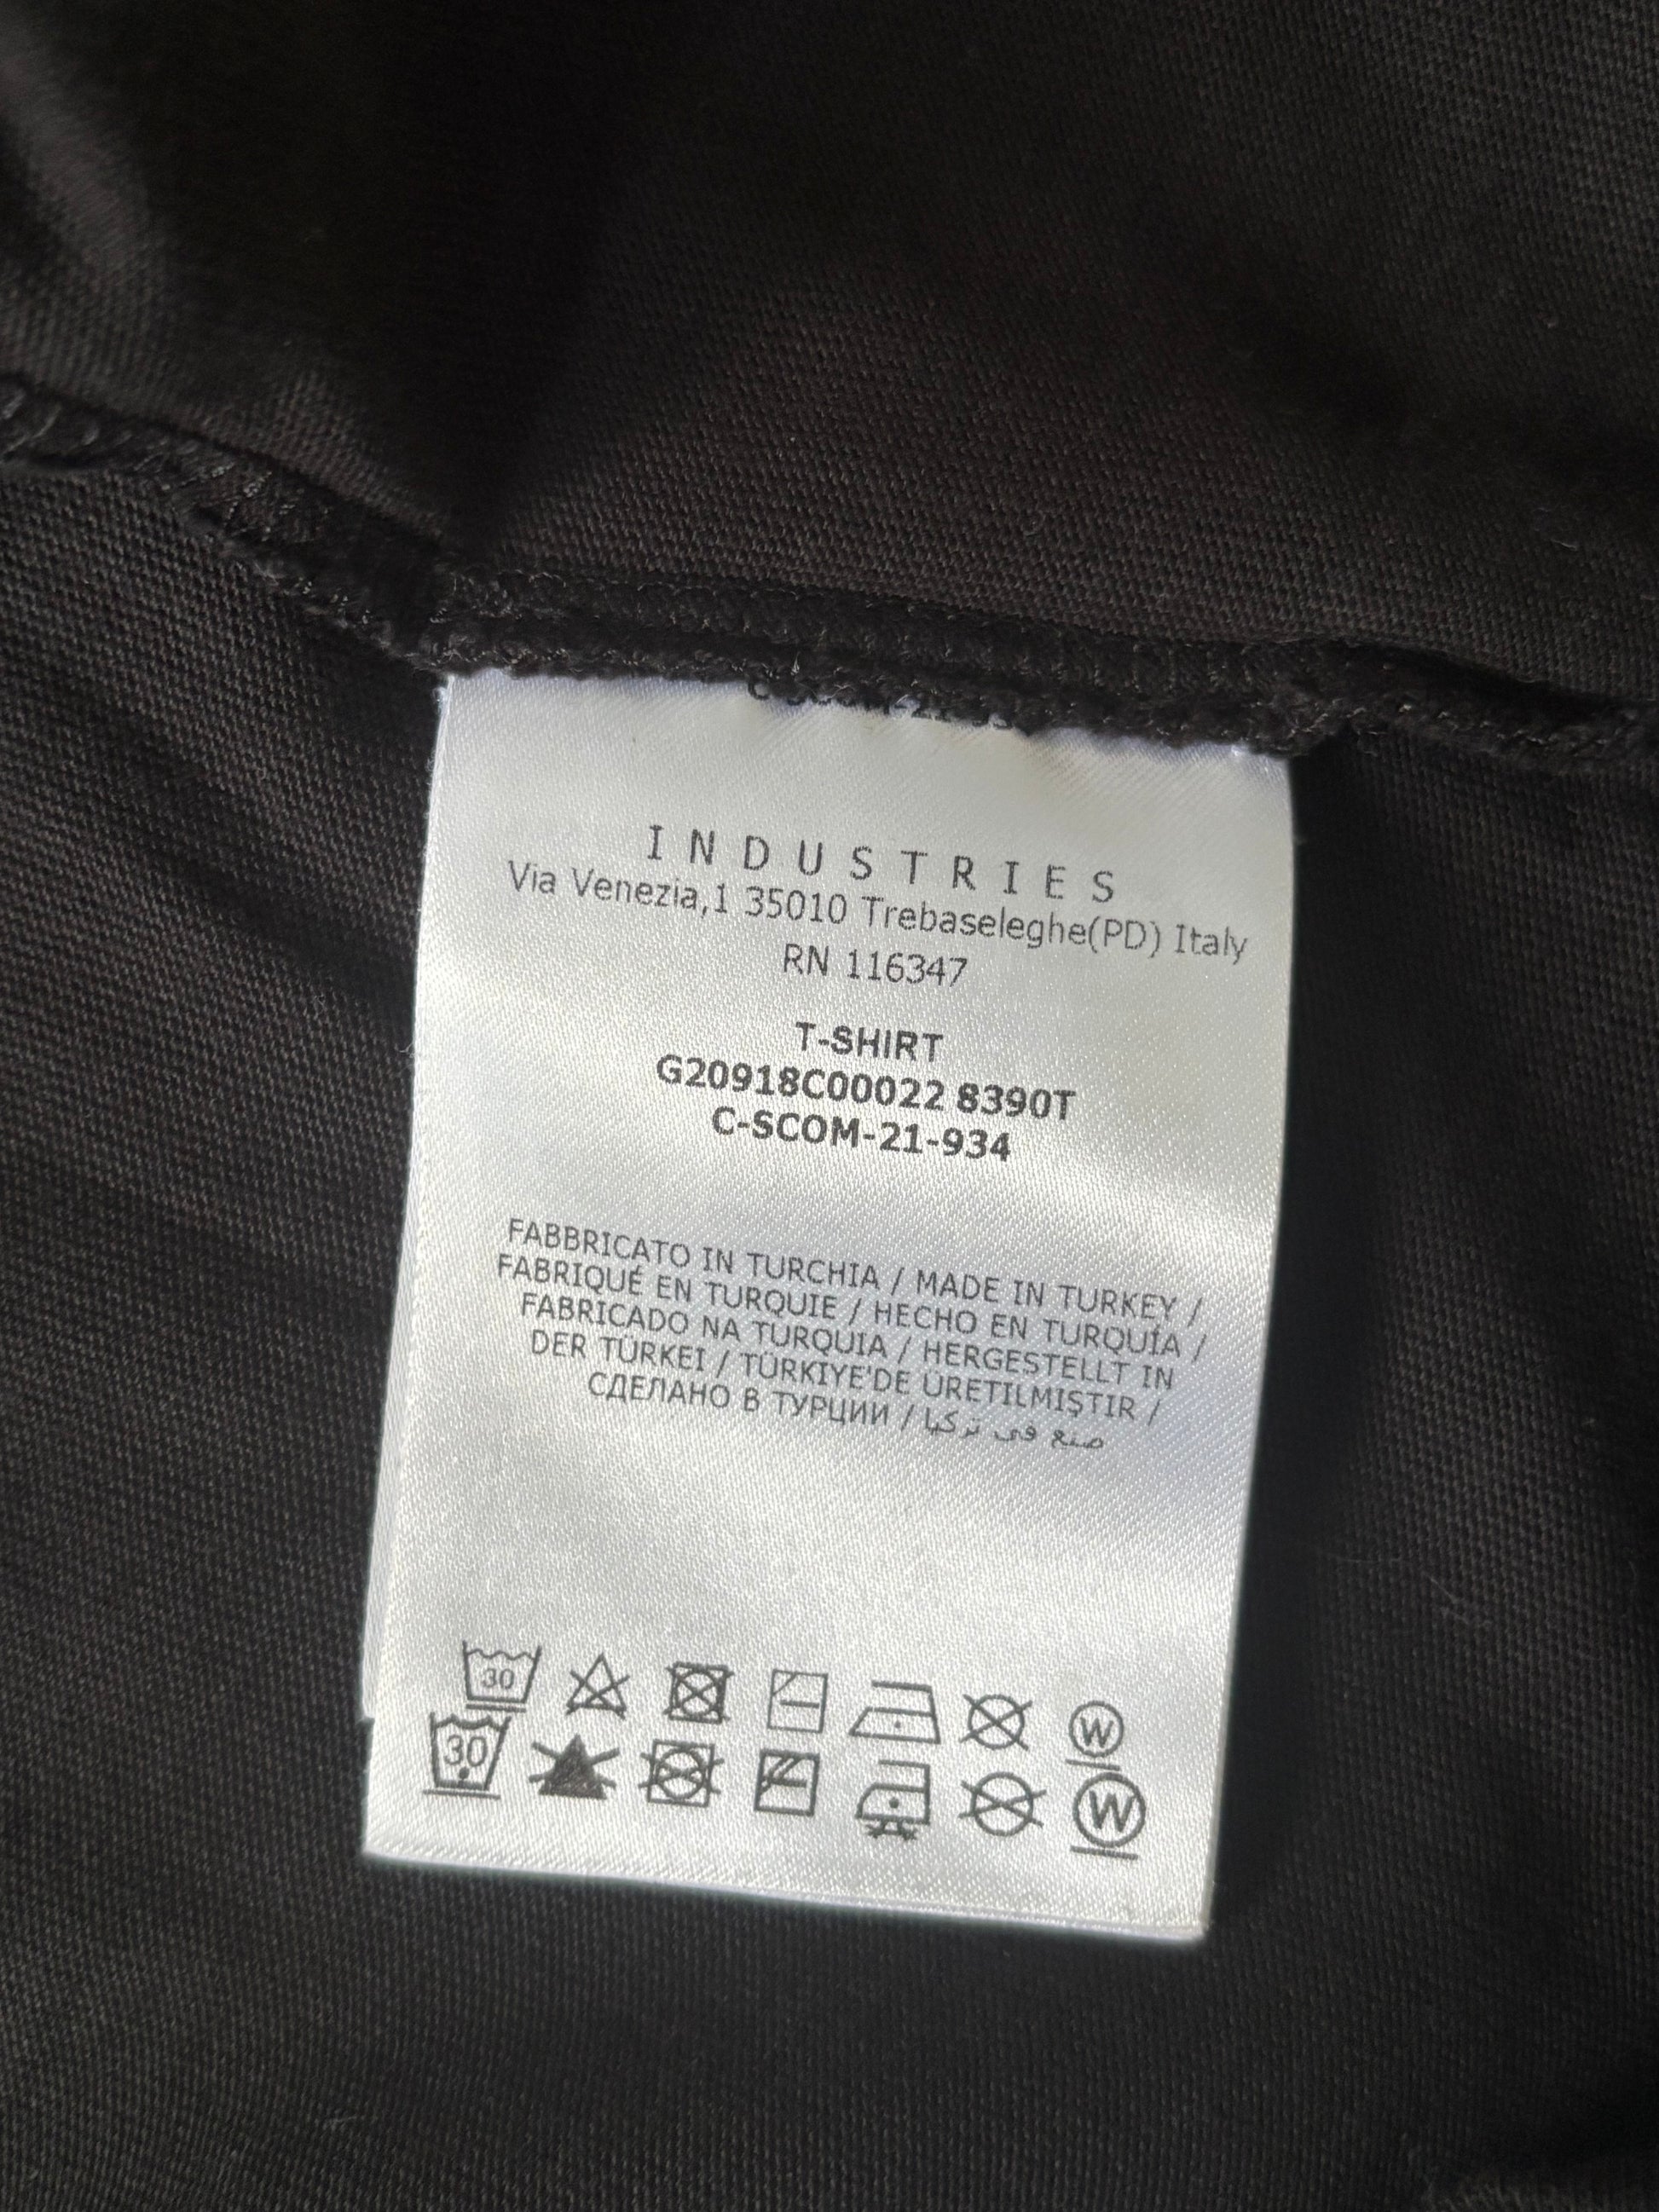 INDUSTRIES
Via Venezia,1 35010 Trebaseleghe(PD) Italy
RN 116347
T-SHIRT
G20918C00022 8390T
C-SCOM-21-934
FABBRICATO IN TURCHIA / MADE IN TURKEY /
FABRIQUÉ EN TURQUIE / HECHO EN TURQUÍA /
FABRICADO NA TURQUIA / HERGESTELLT IN
DER TÜRKEI / TÜRKIYE'DE ÜRETILMIŞTIR /
СДЕЛАНО В ТУРЦИИ / صنع في تركيا
30 W
30 W